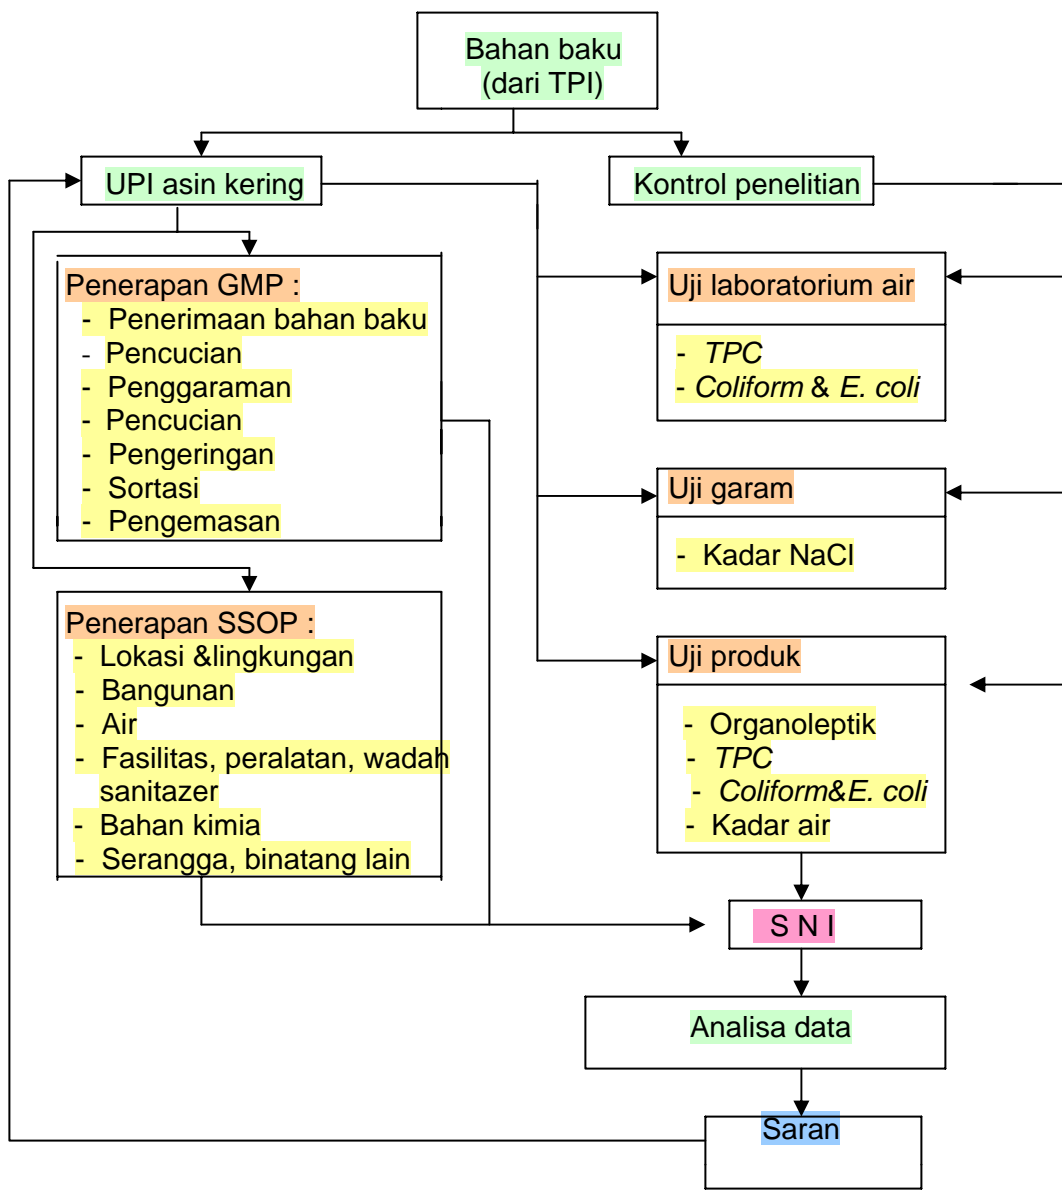 Bahan baku
(dari TPI)
UPI asin kering
Kontrol penelitian
Penerapan GMP :
- Penerimaan bahan baku
- Pencucian
- Penggaraman
- Pencucian
- Pengeringan
- Sortasi
- Pengemasan
Penerapan SSOP :
- Lokasi &lingkungan
- Bangunan
- Air
- Fasilitas, peralatan, wadah
sanitazer
- Bahan kimia
- Serangga, binatang lain
Uji laboratorium air
- TPC
- Coliform & E. coli
Uji garam
- Kadar NaCl
Uji produk
- Organoleptik
- TPC
- Coliform&E. coli
- Kadar air
S N I
Analisa data
Saran